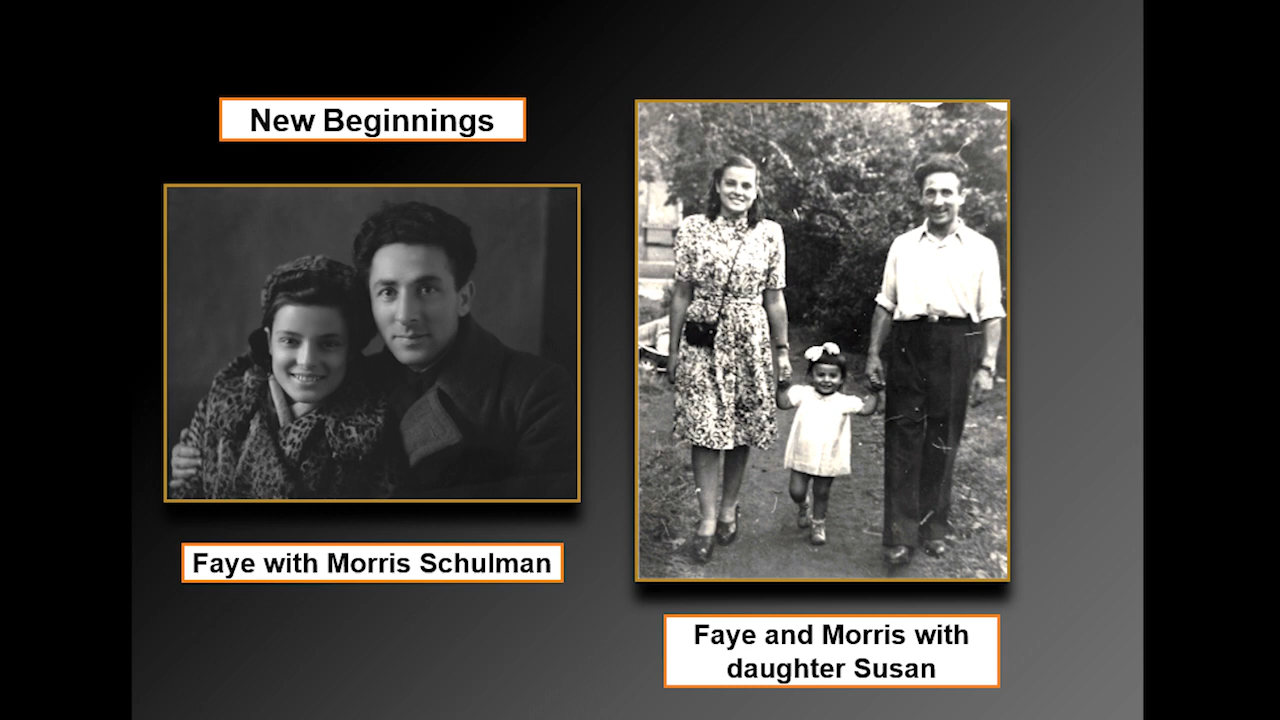 New Beginnings
Faye with Morris Schulman
Faye and Morris with
daughter Susan